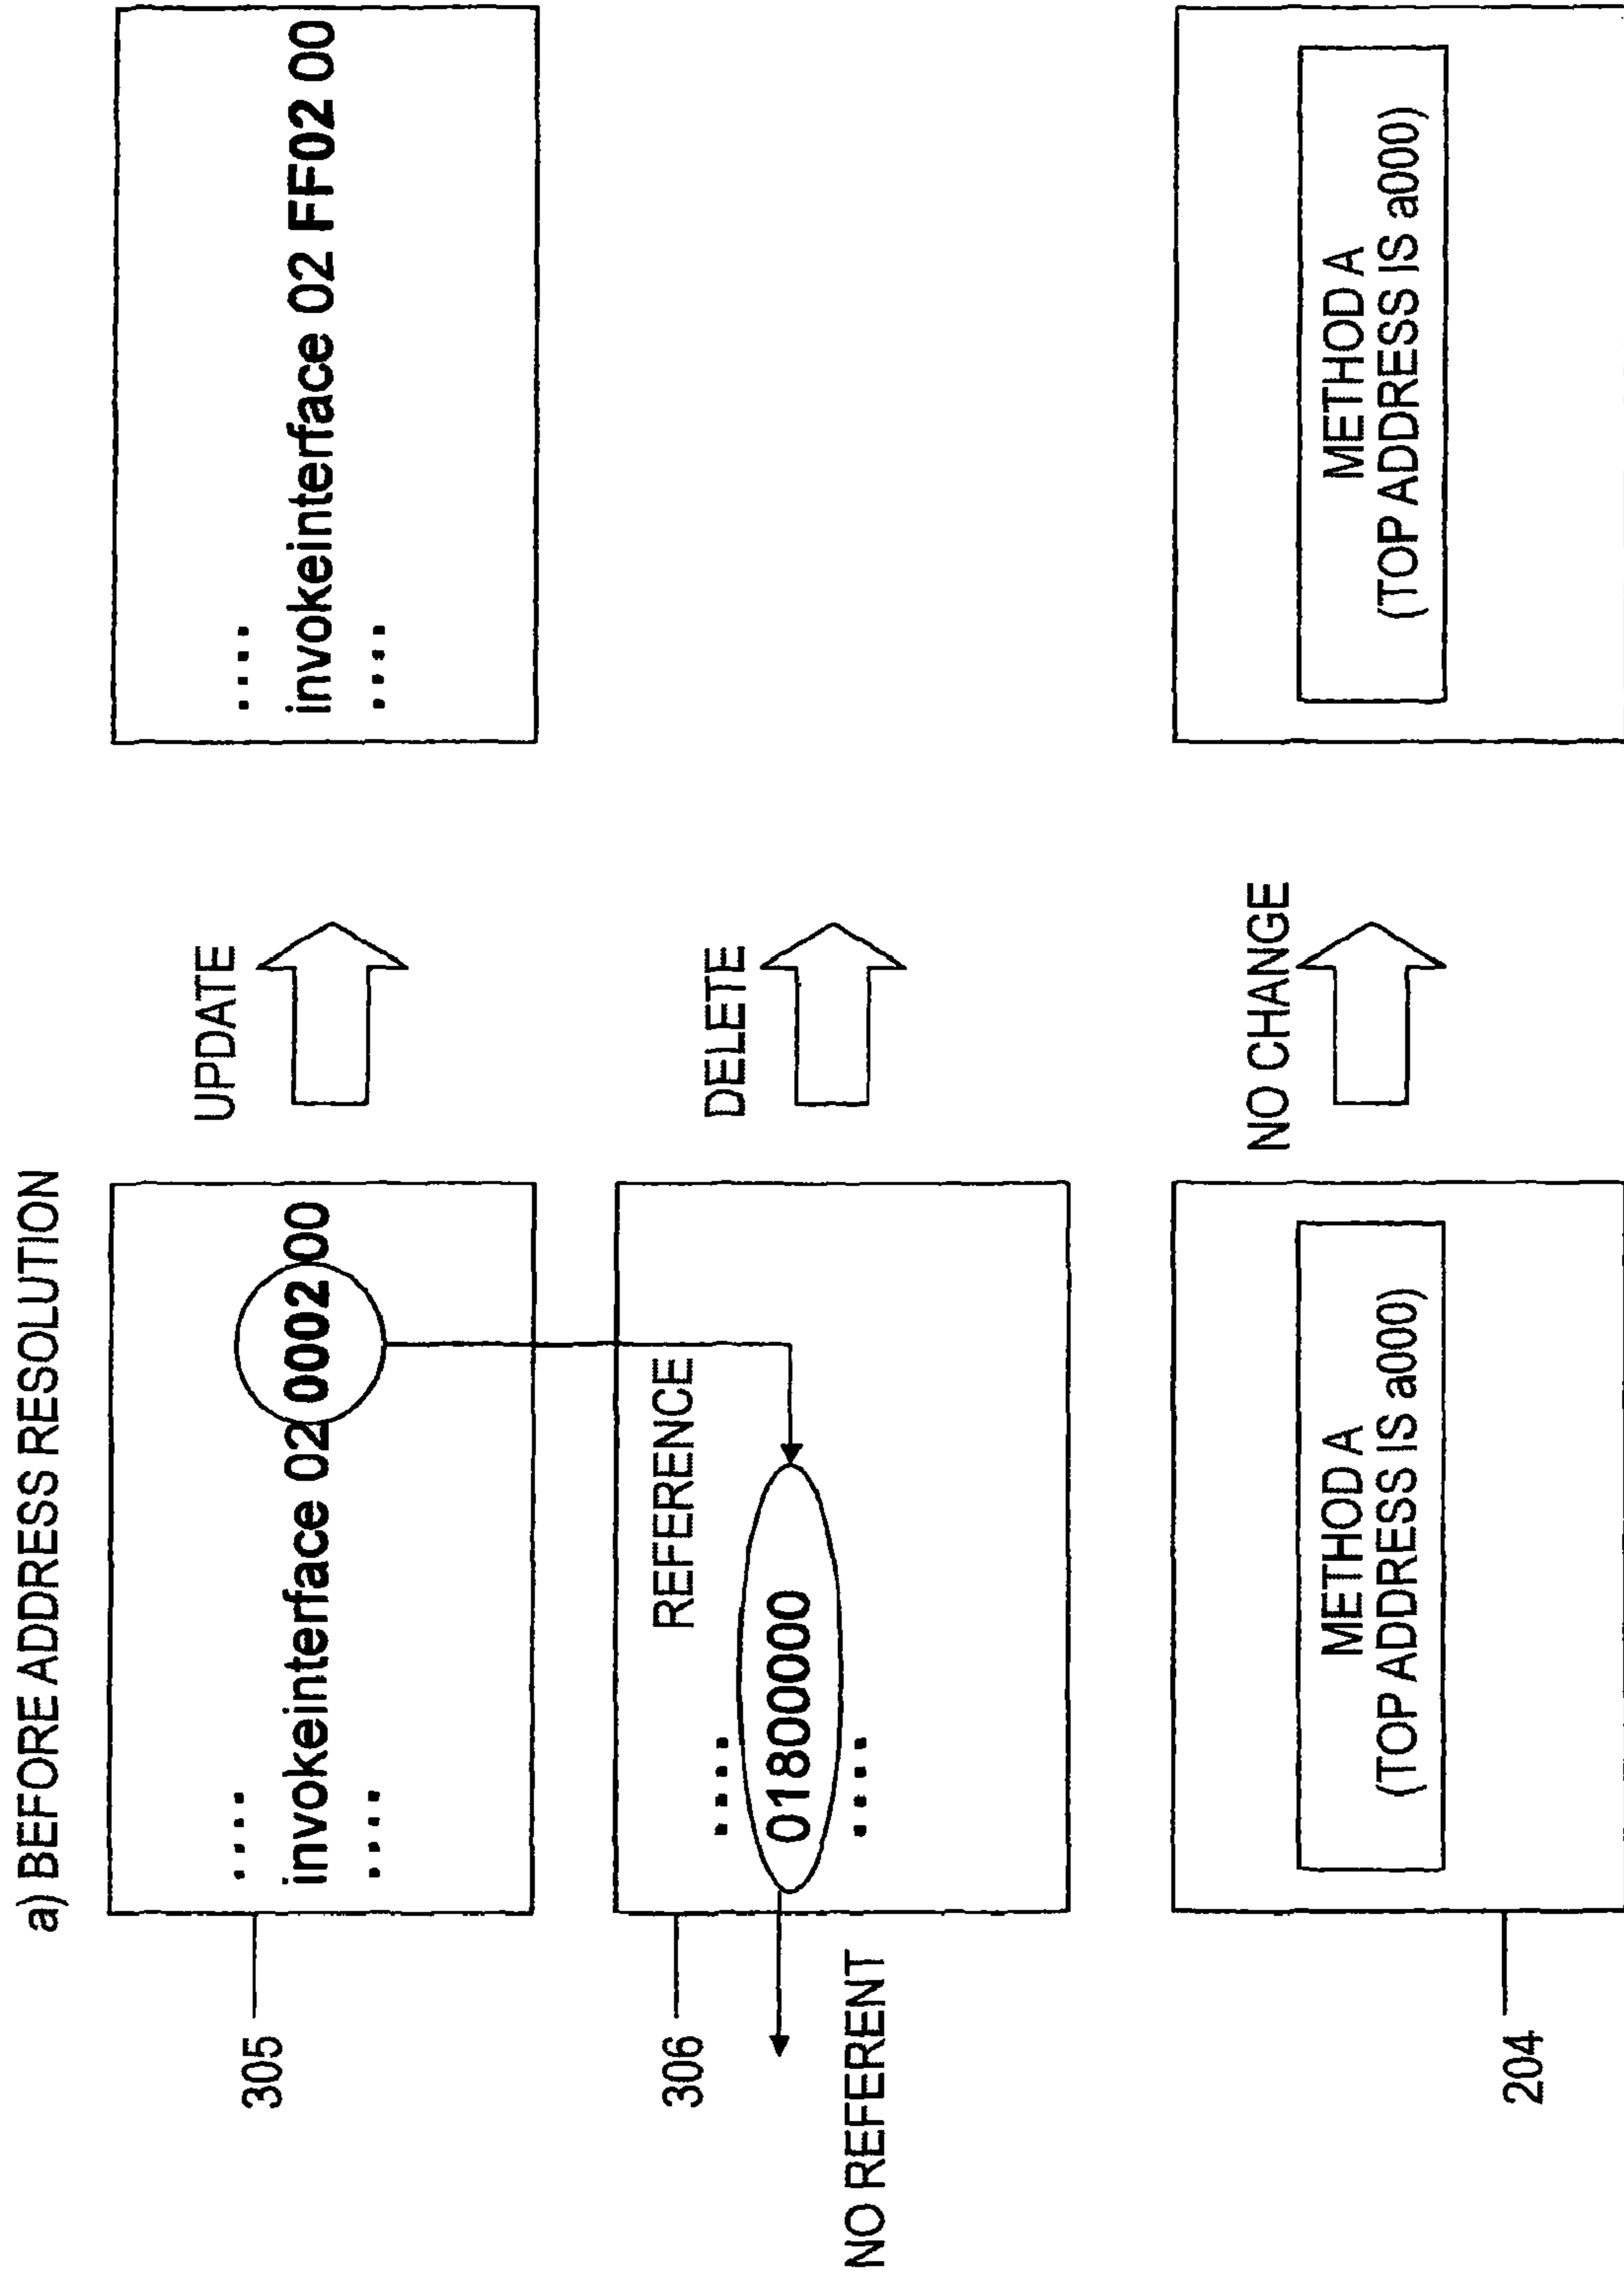 a) BEFORE ADDRESS RESOLUTION
305
....
invokeinterface 02 0002 00
....
UPDATE
....
invokeinterface 02 FF02 00
....
306
REFERENCE
....
01800000
....
NO REFERENT
DELETE
204
METHOD A
(TOP ADDRESS IS a000)
NO CHANGE
METHOD A
(TOP ADDRESS IS a000)